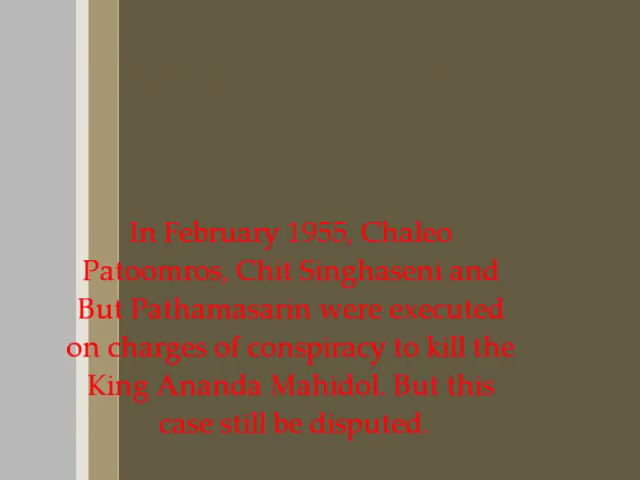 In February 1955, Chaleo
Patoomros, Chit Singhaseni and
But Pathamasarin were executed
on charges of conspiracy to kill the
King Ananda Mahidol. But this
case still be disputed.